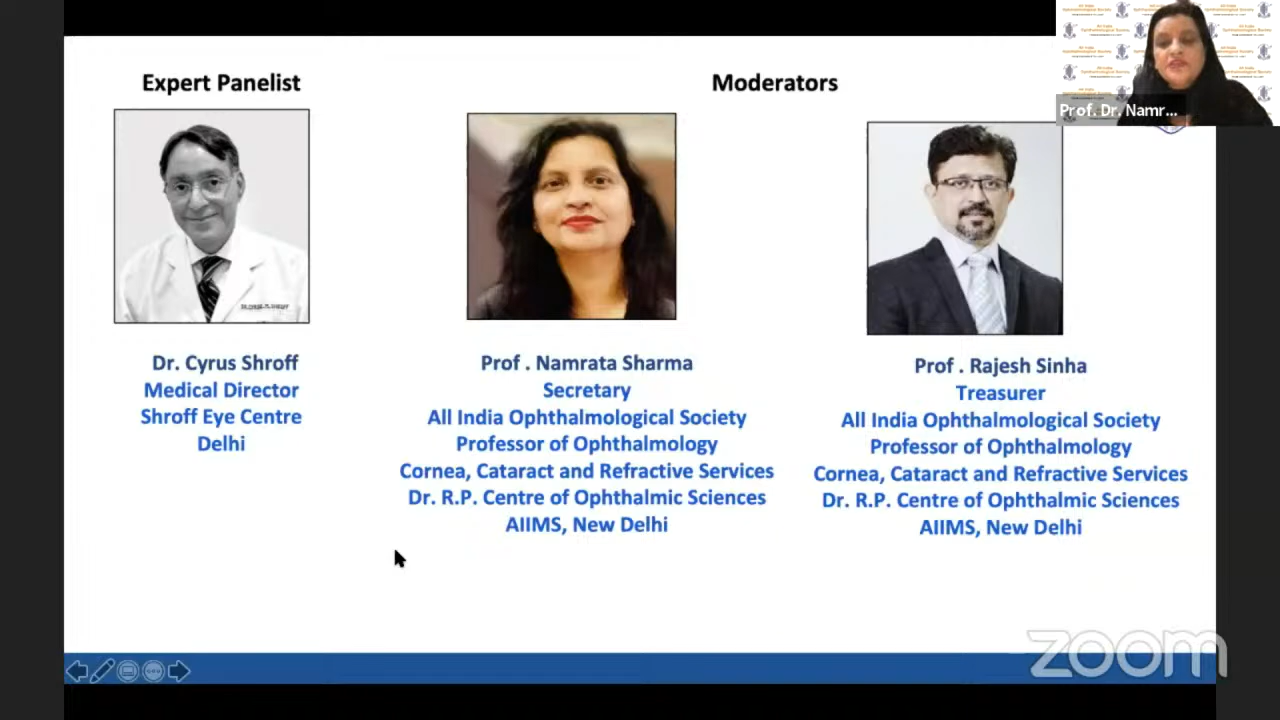 Expert Panelist
Moderators
Prof. Dr. Namr...
Dr. Cyrus Shroff
Medical Director
Shroff Eye Centre
Delhi
Prof . Namrata Sharma
Secretary
All India Ophthalmological Society
Professor of Ophthalmology
Cornea, Cataract and Refractive Services
Dr. R.P. Centre of Ophthalmic Sciences
AIIMS, New Delhi
Prof . Rajesh Sinha
Treasurer
All India Ophthalmological Society
Professor of Ophthalmology
Cornea, Cataract and Refractive Services
Dr. R.P. Centre of Ophthalmic Sciences
AIIMS, New Delhi
zoom